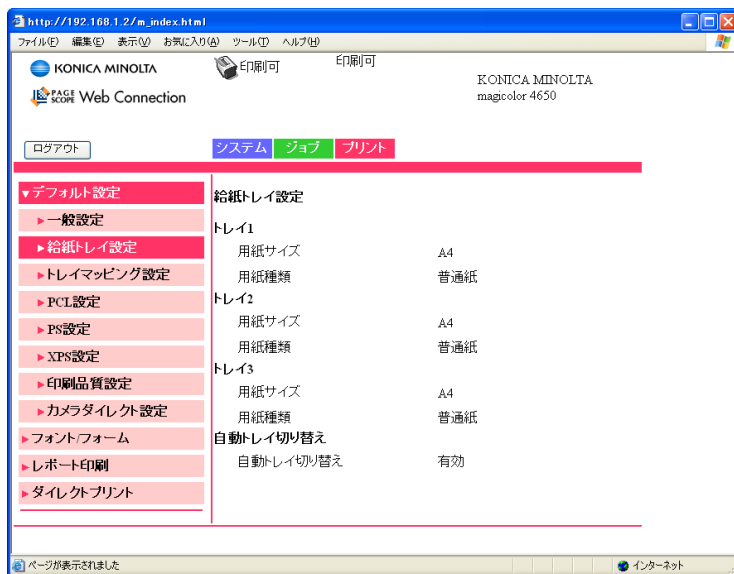 http://192.168.1.2/m_index.html
ファイル(F) 編集(E) 表示(V) お気に入り(A) ツール(T) ヘルプ(H)
KONICA MINOLTA
印刷可
印刷可
KONICA MINOLTA
magicolor 4650
PAGE SCOPE Web Connection
ログアウト
システム ジョブ プリント
▼デフォルト設定
▶一般設定
▶給紙トレイ設定
▶トレイマッピング設定
▶PCL設定
▶PS設定
▶XPS設定
▶印刷品質設定
▶カメラダイレクト設定
▶フォント/フォーム
▶レポート印刷
▶ダイレクトプリント
給紙トレイ設定
トレイ1
用紙サイズ A4
用紙種類 普通紙
トレイ2
用紙サイズ A4
用紙種類 普通紙
トレイ3
用紙サイズ A4
用紙種類 普通紙
自動トレイ切り替え
自動トレイ切り替え 有効
ページが表示されました
インターネット